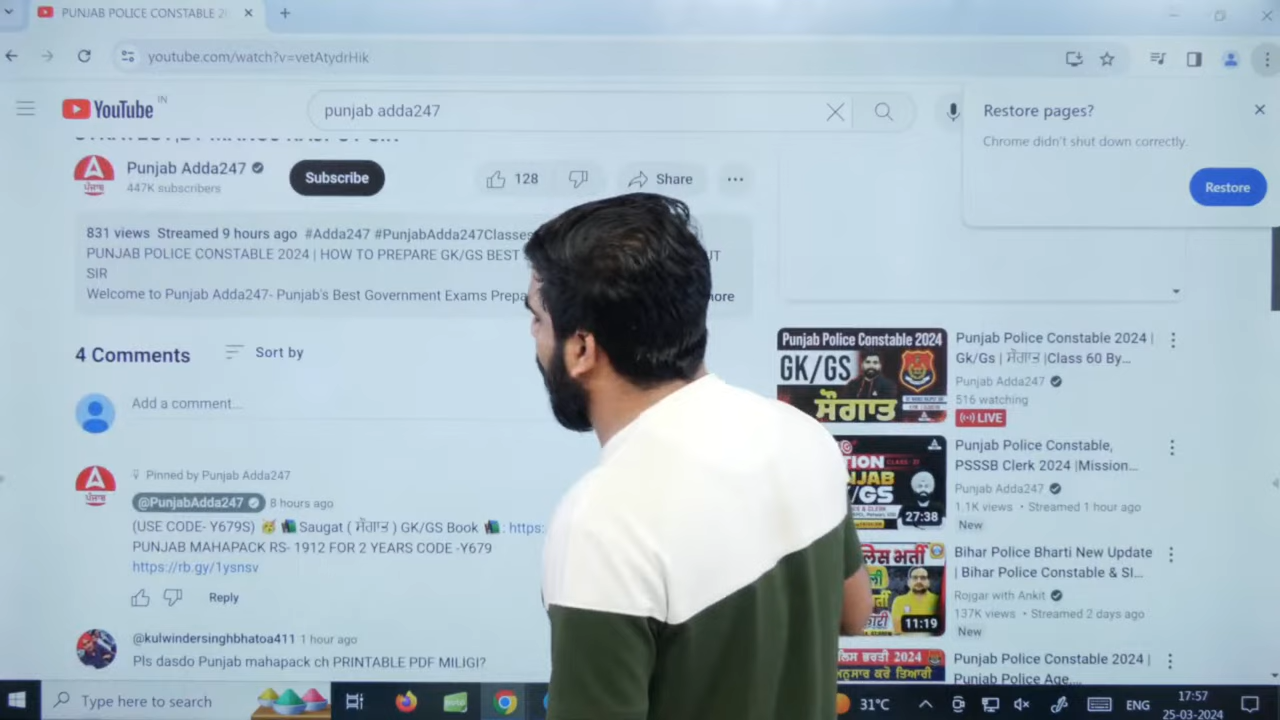 PUNJAB POLICE CONSTABLE 2
youtube.com/watch?v=vetAtydrHik
YouTube IN
punjab adda247
Restore pages?
Chrome didn't shut down correctly.
Restore
Punjab Adda247
447K subscribers
Subscribe
128
Share
831 views Streamed 9 hours ago #Adda247 #PunjabAdda247Classes
PUNJAB POLICE CONSTABLE 2024 | HOW TO PREPARE GK/GS BEST
SIR
Welcome to Punjab Adda247- Punjab's Best Government Exams Prepa
4 Comments
Sort by
Add a comment...
Pinned by Punjab Adda247
@PunjabAdda247 8 hours ago
(USE CODE- Y679S) 🥳 📚 Saugat ( ਸੌਗਾਤ ) GK/GS Book 📚: https:
PUNJAB MAHAPACK RS- 1912 FOR 2 YEARS CODE -Y679
https://rb.gy/1ysnsv
Reply
@kulwindersinghbhatoa411 1 hour ago
Pls dasdo Punjab mahapack ch PRINTABLE PDF MILIGI?
Punjab Police Constable 2024
GK/GS
ਸੌਗਾਤ
Punjab Police Constable 2024 |
Gk/Gs | ਸੌਗਾਤ |Class 60 By...
Punjab Adda247
516 watching
LIVE
27:38
Punjab Police Constable,
PSSSB Clerk 2024 |Mission...
Punjab Adda247
1.1K views • Streamed 1 hour ago
New
11:19
Bihar Police Bharti New Update
| Bihar Police Constable & SI...
Rojgar with Ankit
137K views • Streamed 2 days ago
New
Punjab Police Constable 2024 |
Punjab Police Age,...
Type here to search
31°C
ENG
17:57
25-03-2024